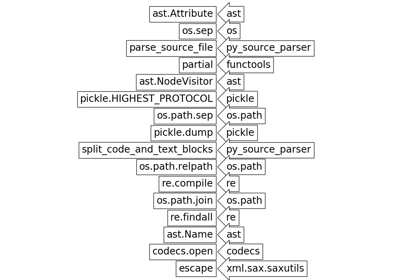 ast.Attribute ast
os.sep os
parse_source_file py_source_parser
partial functools
ast.NodeVisitor ast
pickle.HIGHEST_PROTOCOL pickle
os.path.sep os.path
pickle.dump pickle
split_code_and_text_blocks py_source_parser
os.path.relpath os.path
re.compile re
os.path.join os.path
re.findall re
ast.Name ast
codecs.open codecs
escape xml.sax.saxutils